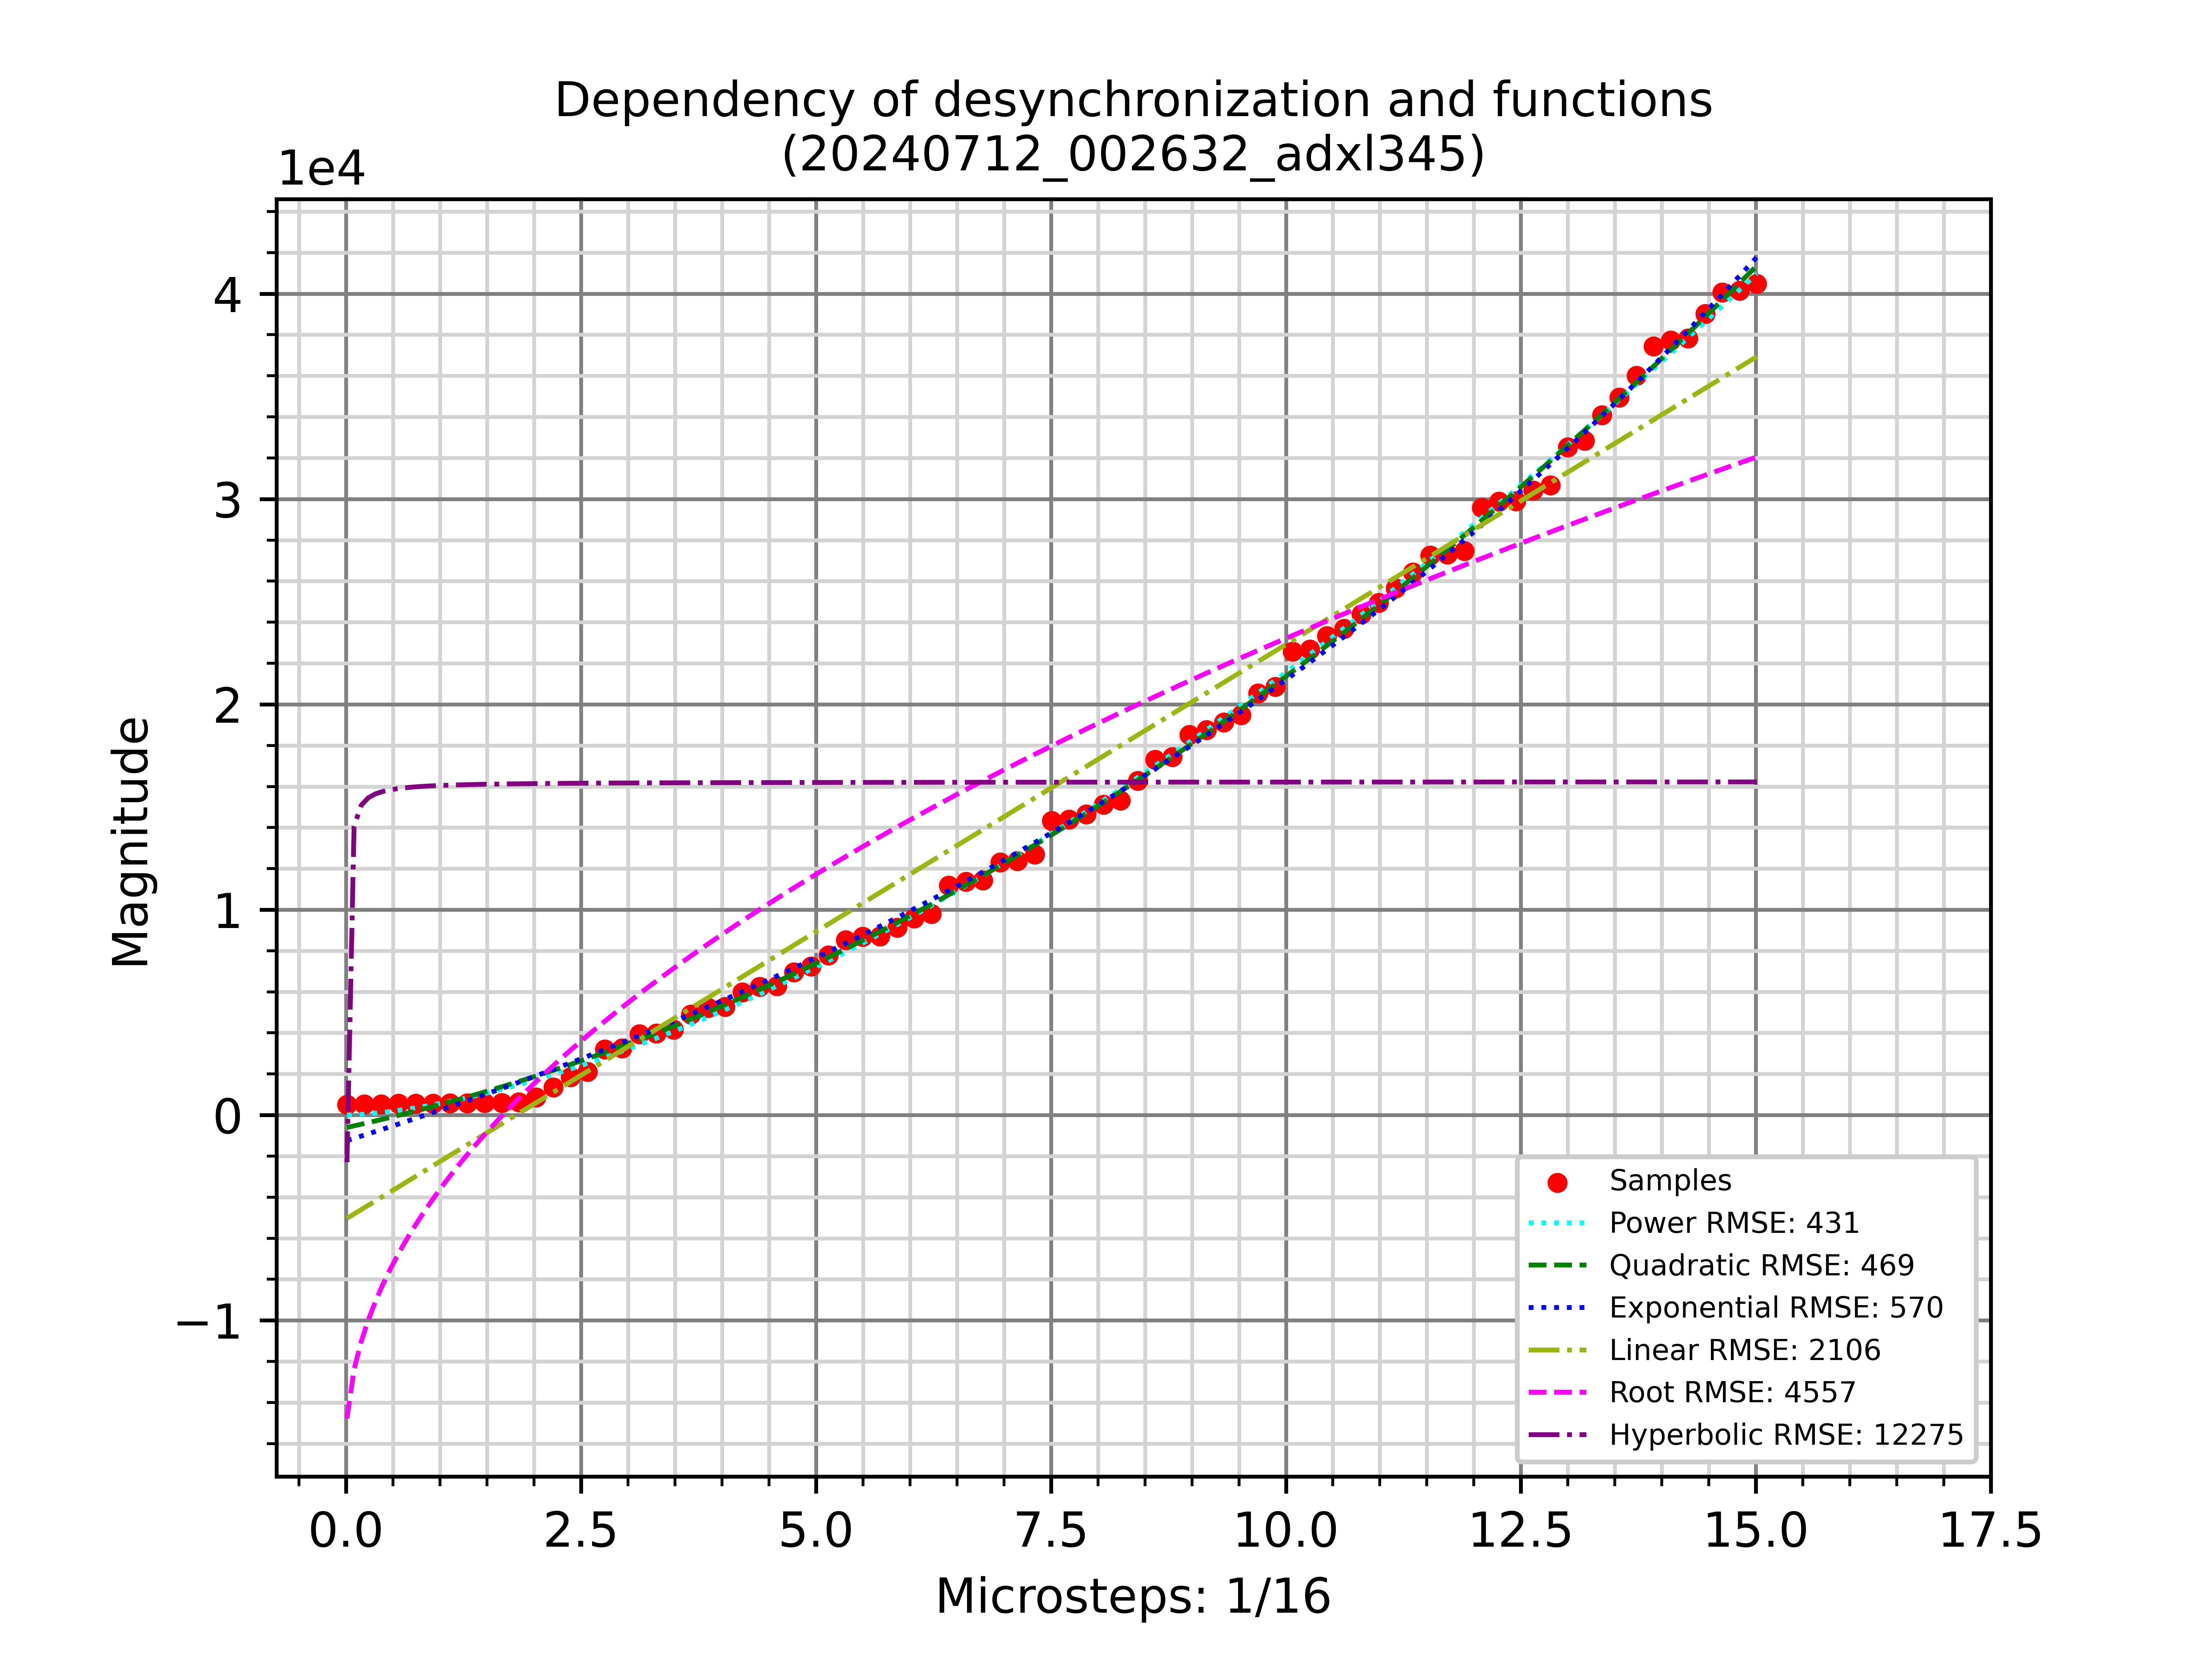 Dependency of desynchronization and functions
(20240712_002632_adxl345)
1e4
4
3
2
1
0
−1
Magnitude
0.0 2.5 5.0 7.5 10.0 12.5 15.0 17.5
Microsteps: 1/16
Samples
Power RMSE: 431
Quadratic RMSE: 469
Exponential RMSE: 570
Linear RMSE: 2106
Root RMSE: 4557
Hyperbolic RMSE: 12275